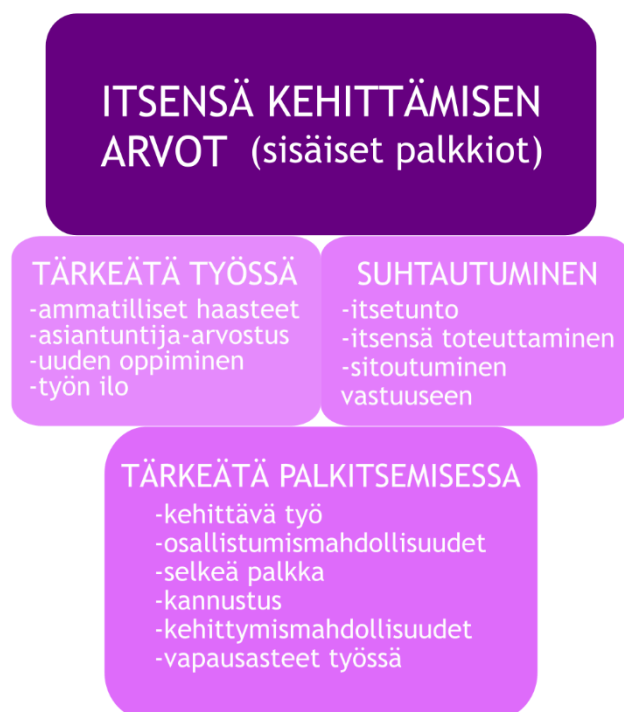 ITSENSÄ KEHITTÄMISEN
ARVOT (sisäiset palkkiot)
TÄRKEÄTÄ TYÖSSÄ
-ammatilliset haasteet
-asiantuntija-arvostus
-uuden oppiminen
-työn ilo
SUHTAUTUMINEN
-itsetunto
-itsensä toteuttaminen
-sitoutuminen
vastuuseen
TÄRKEÄTÄ PALKITSEMISESSA
-kehittävä työ
-osallistumismahdollisuudet
-selkeä palkka
-kannustus
-kehittymismahdollisuudet
-vapausasteet työssä